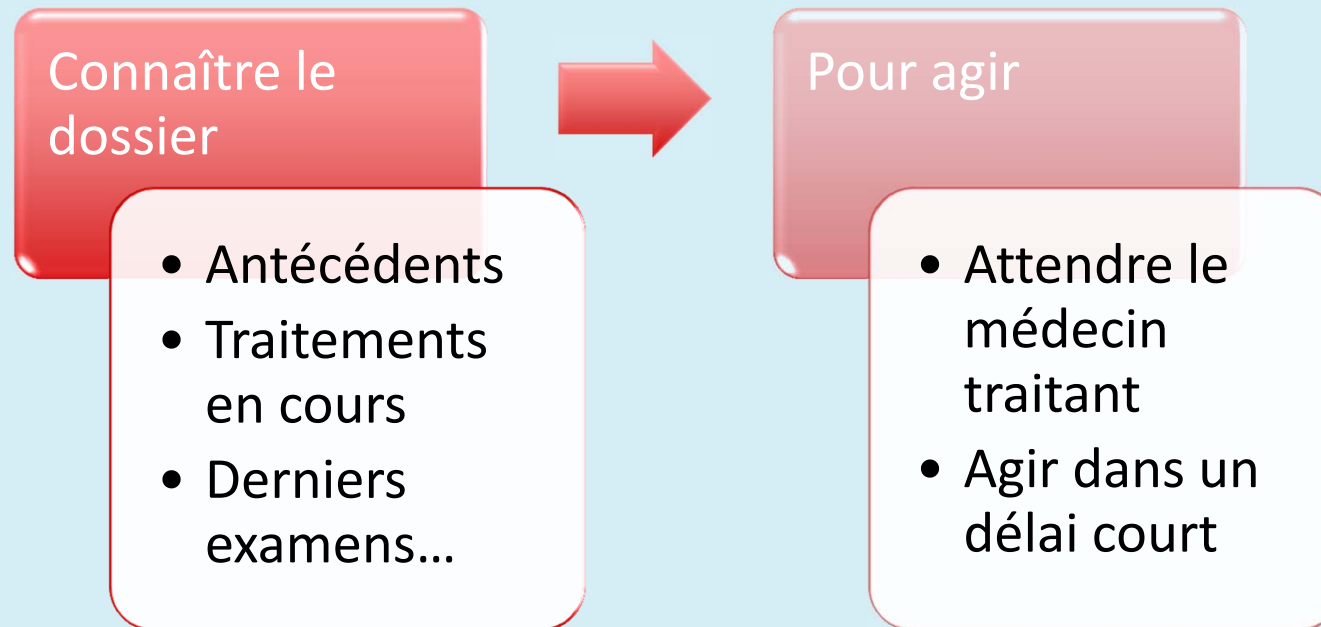 Connaître le
dossier
• Antécédents
• Traitements
en cours
• Derniers
examens…
Pour agir
• Attendre le
médecin
traitant
• Agir dans un
délai court